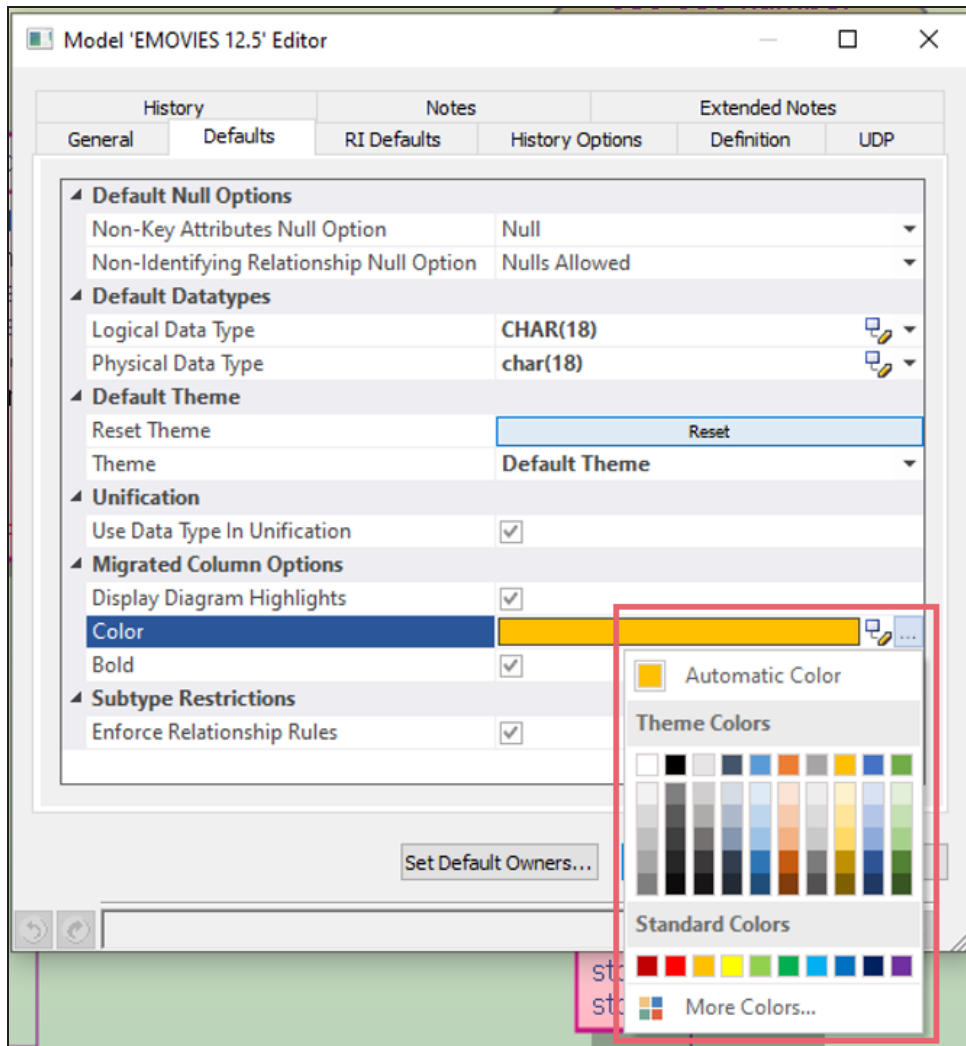 Model 'EMOVIES 12.5' Editor
History Notes Extended Notes
General Defaults RI Defaults History Options Definition UDP
Default Null Options
Non-Key Attributes Null Option Null
Non-Identifying Relationship Null Option Nulls Allowed
Default Datatypes
Logical Data Type CHAR(18)
Physical Data Type char(18)
Default Theme
Reset Theme Reset
Theme Default Theme
Unification
Use Data Type In Unification
Migrated Column Options
Display Diagram Highlights
Color ...
Bold
Automatic Color
Subtype Restrictions
Theme Colors
Enforce Relationship Rules
Set Default Owners...
Standard Colors
More Colors...